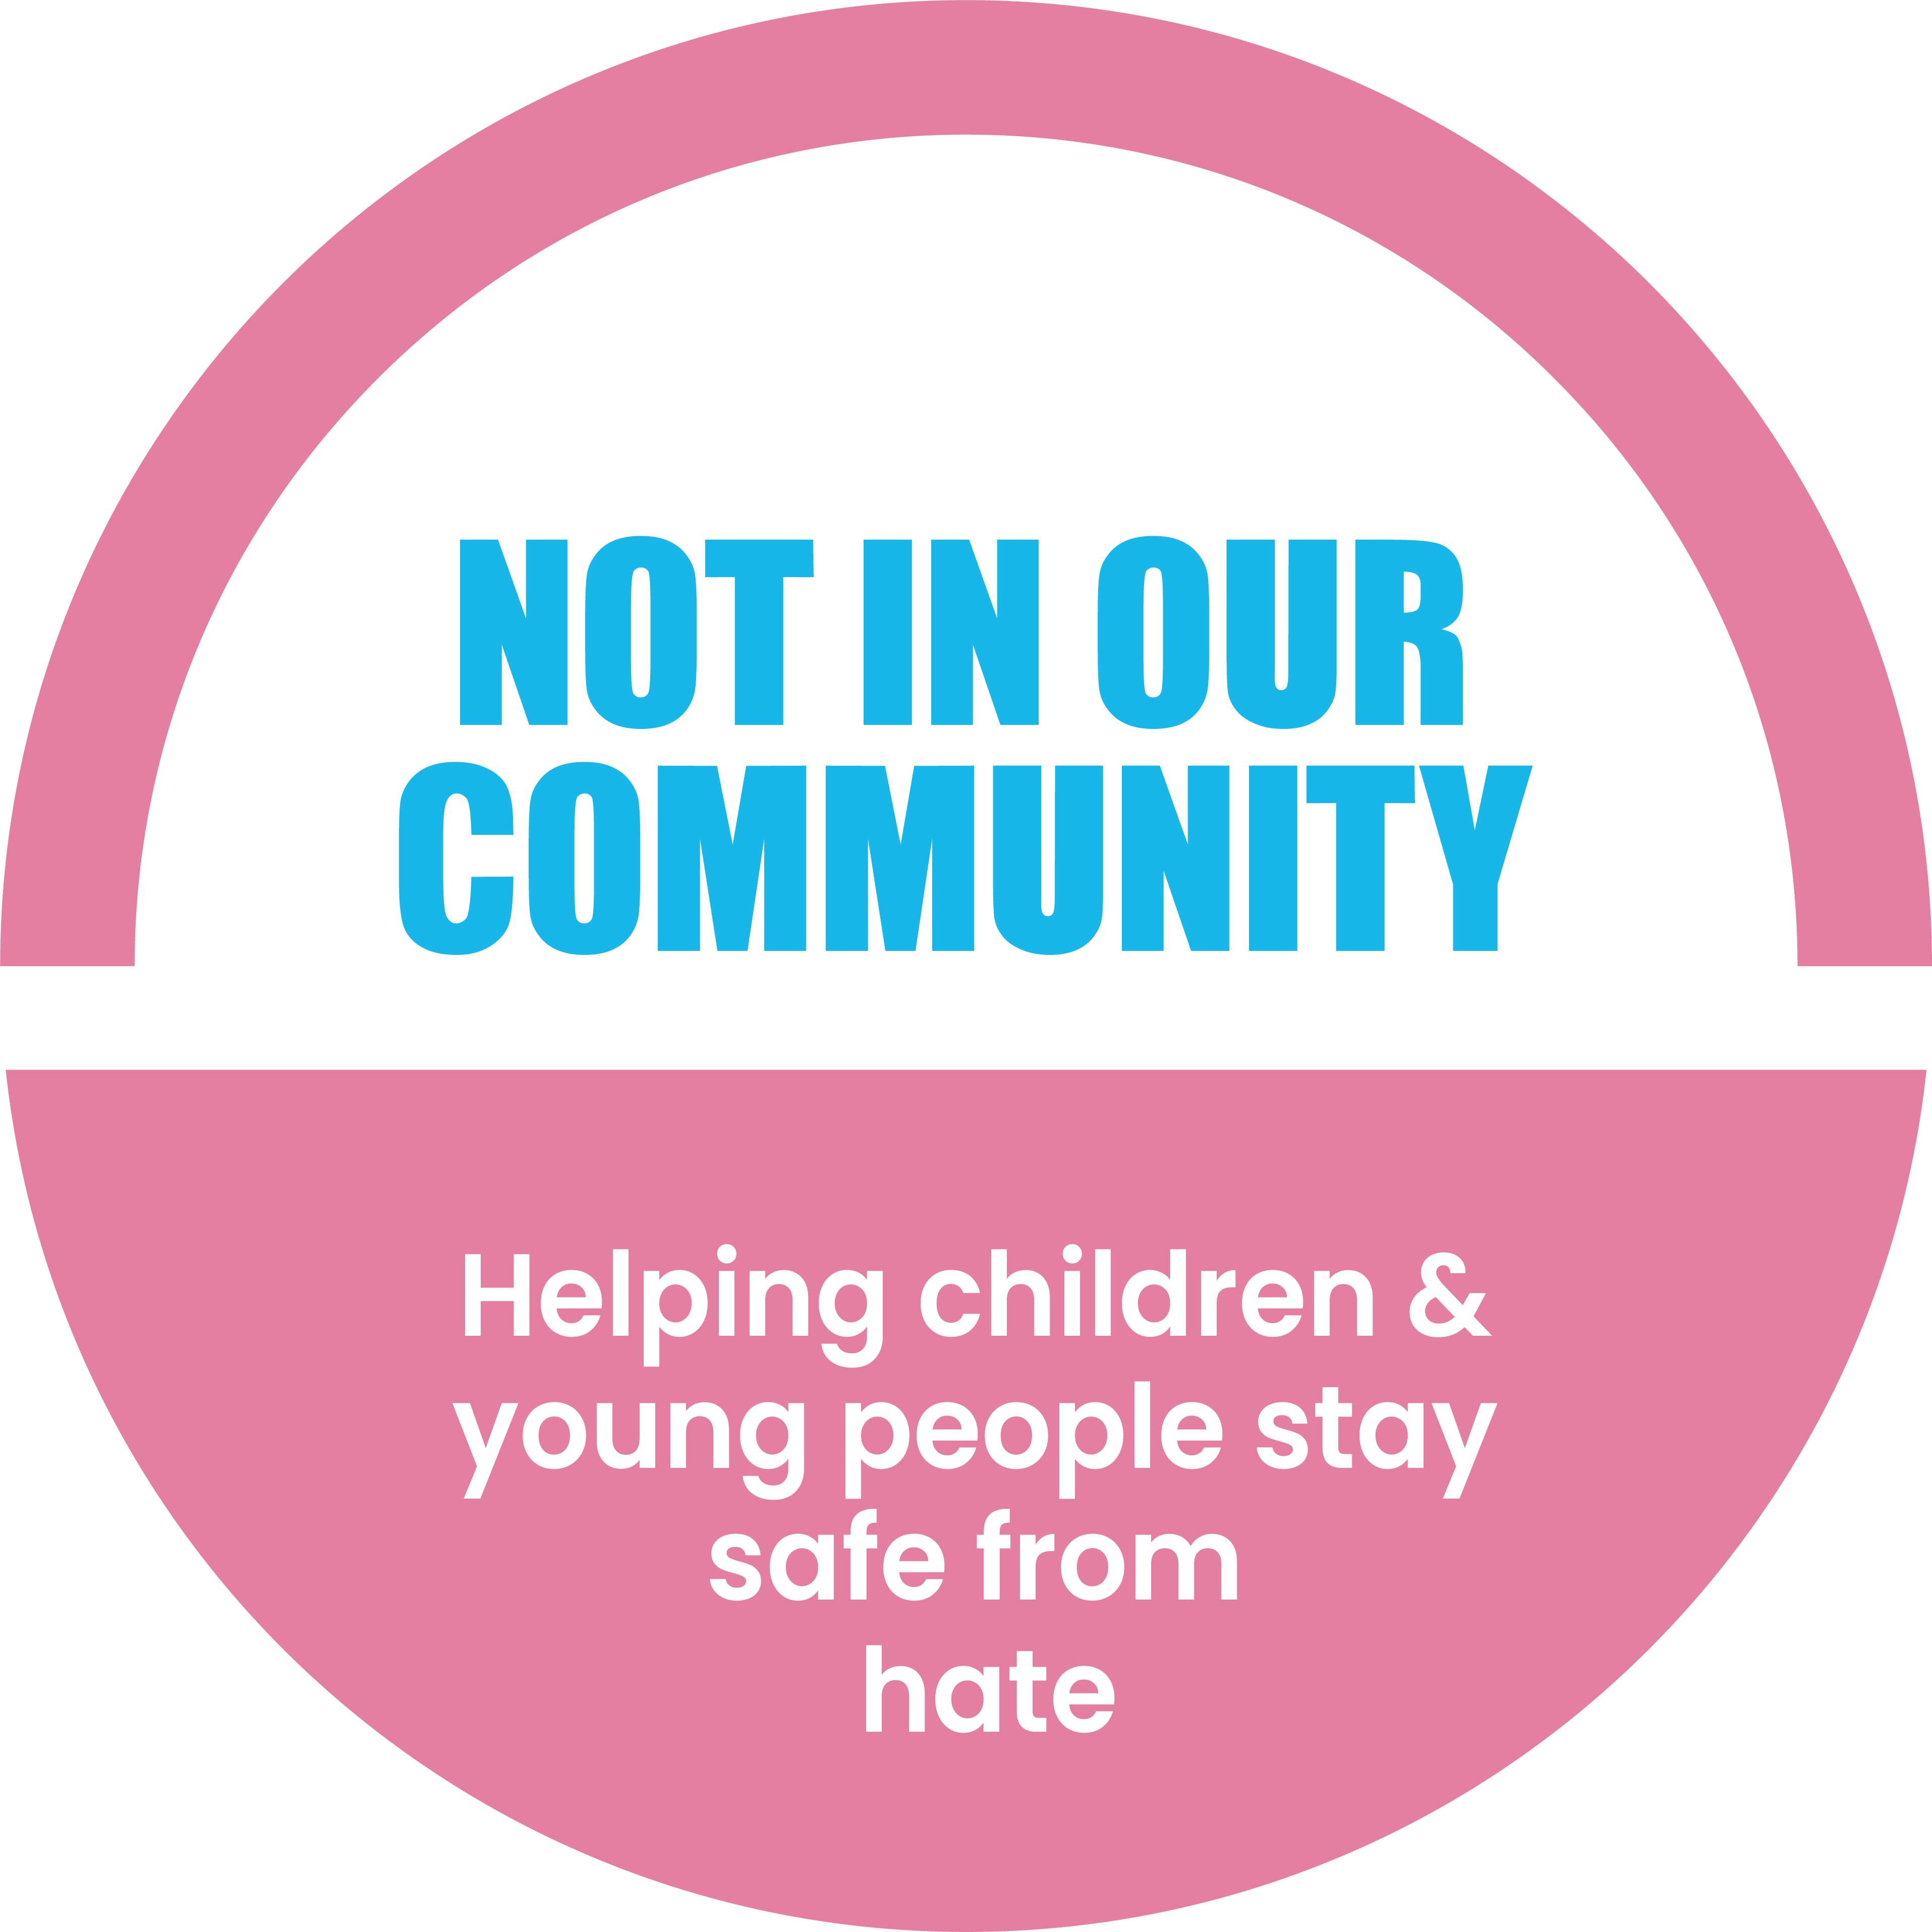 NOT IN OUR
COMMUNITY
Helping children &
young people stay
safe from
hate